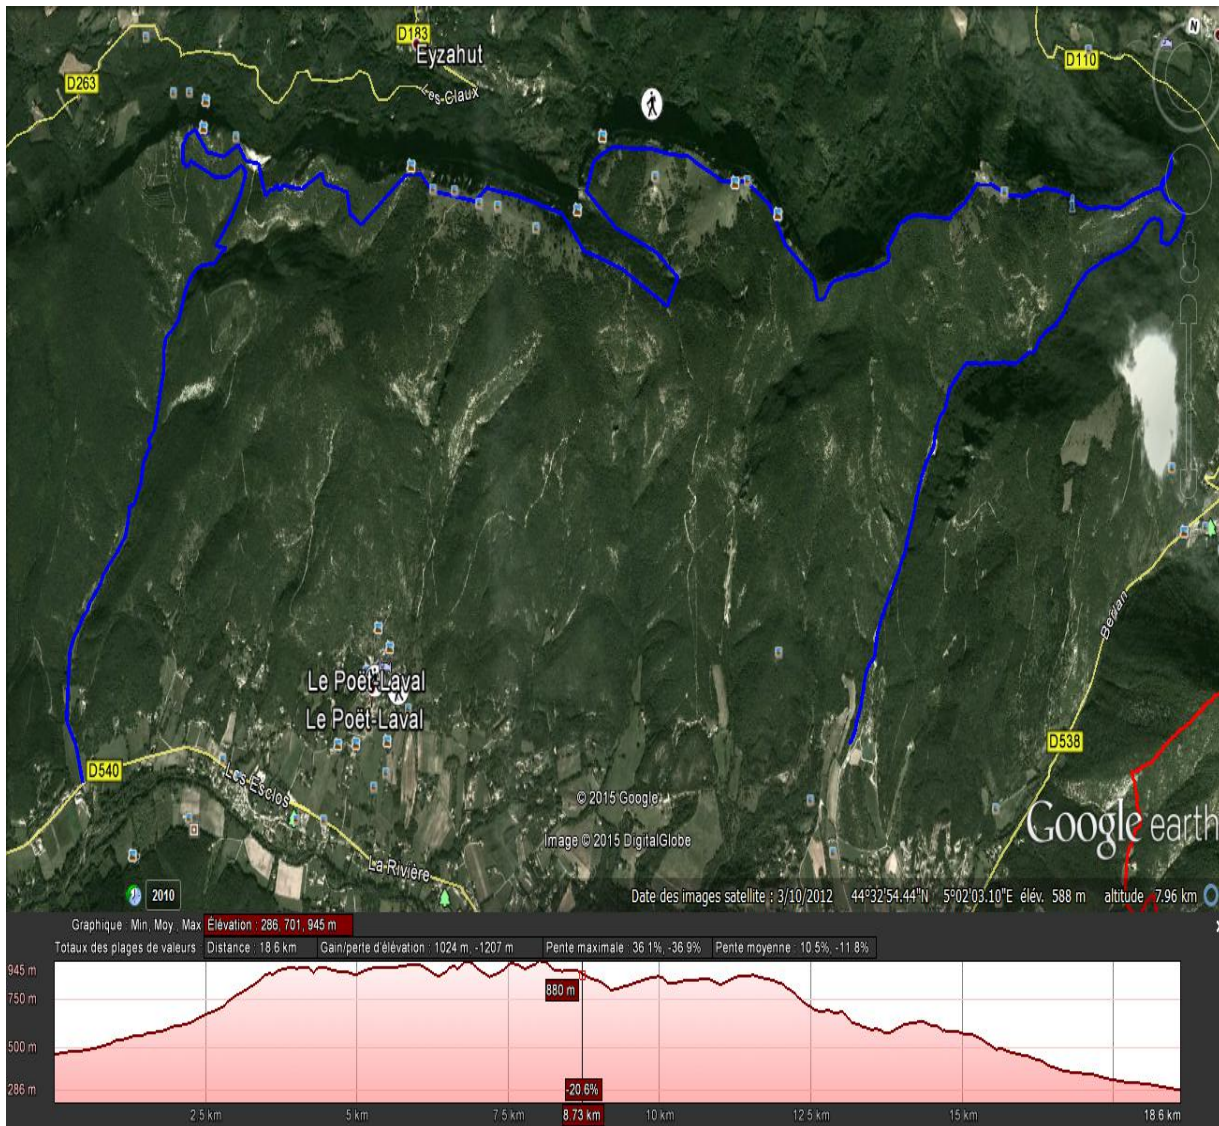 D183
Eyzahut
N
D263
D110
Les Claux
Berian
Le Poët-Laval
Le Poët-Laval
D540
D538
Les Esclos
© 2015 Google
Google earth
Image © 2015 DigitalGlobe
La Rivière
2010
Date des images satellite : 3/10/2012 44°32'54.44"N 5°02'03.10"E élév. 588 m altitude 7.96 km
Graphique : Min, Moy., Max Élévation : 286, 701, 945 m
Totaux des plages de valeurs : Distance : 18.6 km Gain/perte d'élévation : 1024 m, -1207 m Pente maximale : 36.1%, -36.9% Pente moyenne : 10.5%, -11.8%
945 m
880 m
750 m
500 m
286 m
-20.6%
2.5 km 5 km 7.5 km 8.73 km 10 km 12.5 km 15 km 18.6 km